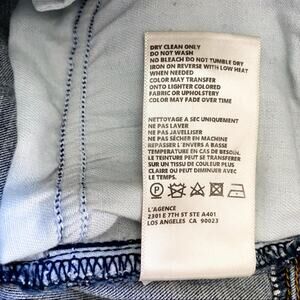 DRY CLEAN ONLY
DO NOT WASH
NO BLEACH DO NOT TUMBLE DRY
IRON ON REVERSE WITH LOW HEAT
WHEN NEEDED
COLOR MAY TRANSFER
ONTO LIGHTER COLORED
FABRIC OR UPHOLSTERY
COLOR MAY FADE OVER TIME
NETTOYAGE A SEC UNIQUEMENT
NE PAS LAVER
NE PAS JAVELLISER
NE PAS SÉCHER EN MACHINE
REPASSER L'ENVERS A BASSE
TEMPERATURE EN CAS DE BESOIN.
LE TEINTURE PEUT SE TRANSFERER
SUR UN TISSU DE COULEUR PLUS
CLAIR OU PEUT DIMINUER AVEC
LE TEMPS.
P
L'AGENCE
2301 E 7TH ST STE A401
LOS ANGELES CA 90023